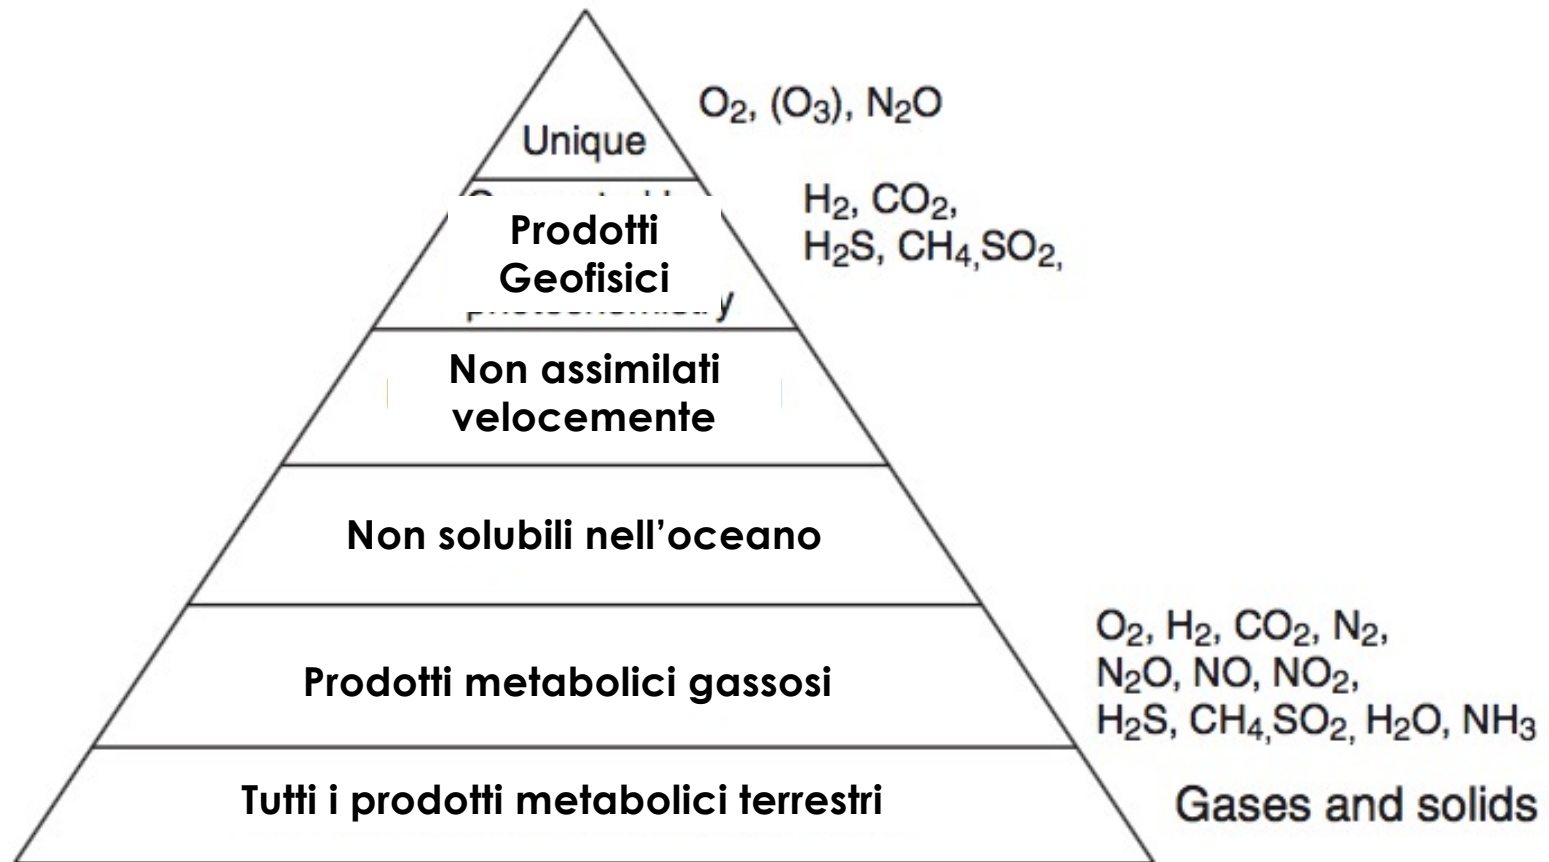 O₂, (O₃), N₂O
Unique
H₂, CO₂,
H₂S, CH₄,SO₂,
Prodotti
Geofisici
Non assimilati
velocemente
Non solubili nell’oceano
O₂, H₂, CO₂, N₂,
N₂O, NO, NO₂,
H₂S, CH₄,SO₂, H₂O, NH₃
Prodotti metabolici gassosi
Tutti i prodotti metabolici terrestri
Gases and solids